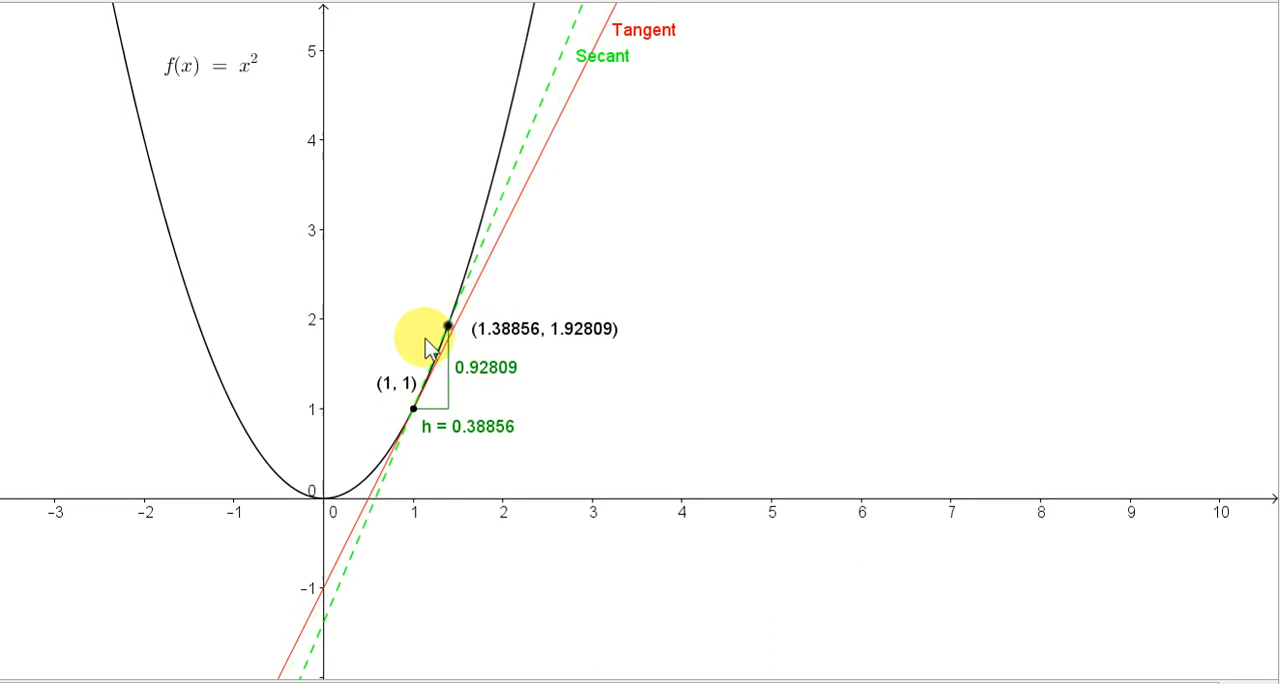 Tangent
Secant
f(x) = x²
5
4
3
2
1
0
−1
(1.38856, 1.92809)
0.92809
(1, 1)
h = 0.38856
−3 −2 −1 0 1 2 3 4 5 6 7 8 9 10